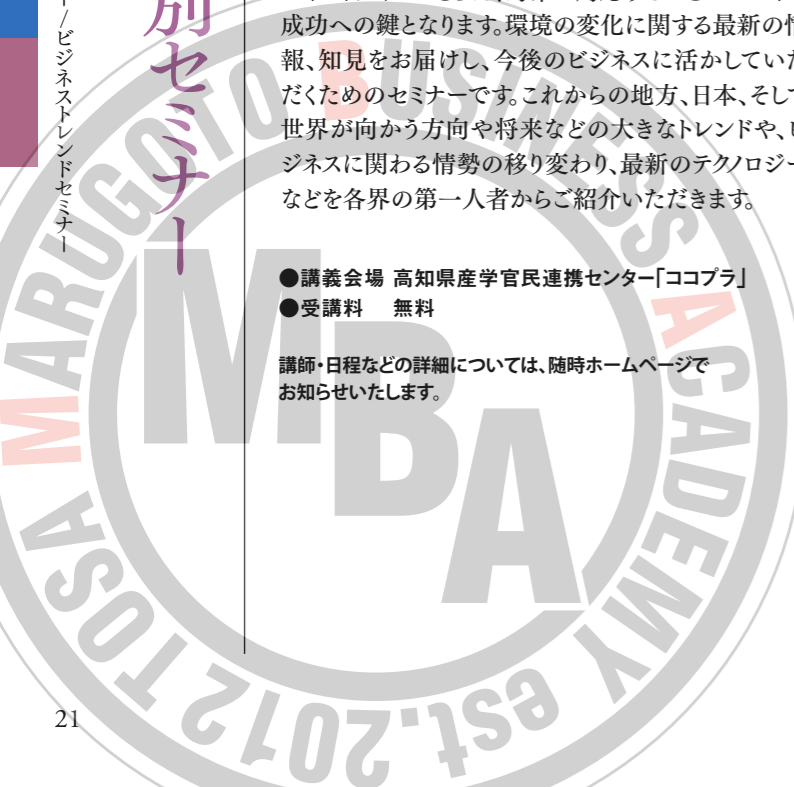 別セミナー
ー/ビジネストレンドセミナー
成功への鍵となります。環境の変化に関する最新の情
報、知見をお届けし、今後のビジネスに活かしていた
だくためのセミナーです。これからの地方、日本、そして
世界が向かう方向や将来などの大きなトレンドや、ビ
ジネスに関わる情勢の移り変わり、最新のテクノロジー
などを各界の第一人者からご紹介いただきます。
●講義会場 高知県産学官民連携センター「ココプラ」
●受講料 無料
講師・日程などの詳細については、随時ホームページで
お知らせいたします。
TOSA MARUGOTO BUSINESS ACADEMY est.2012
MBA
21